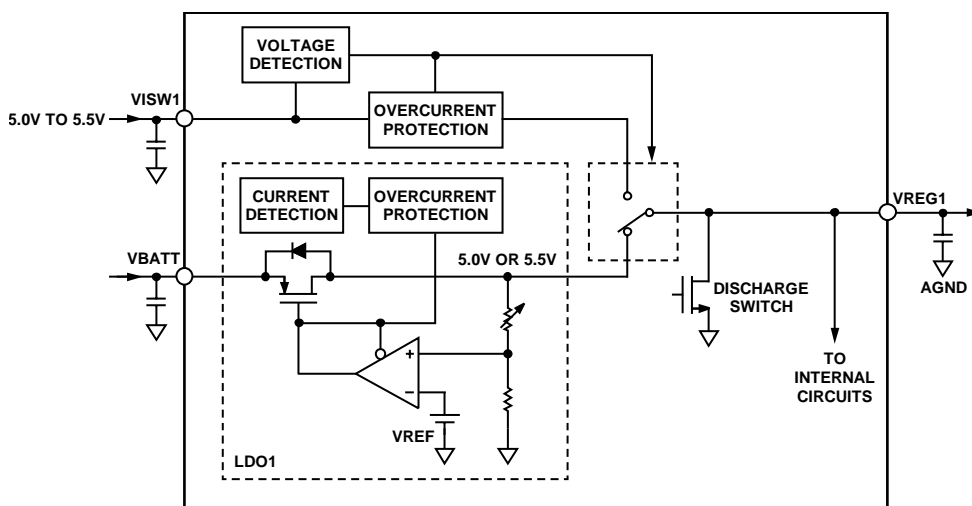 VOLTAGE
DETECTION
VISW1
5.0V TO 5.5V
OVERCURRENT
PROTECTION
CURRENT
DETECTION
OVERCURRENT
PROTECTION
VREG1
VBATT
5.0V OR 5.5V
DISCHARGE
SWITCH
AGND
+
–
TO
INTERNAL
CIRCUITS
VREF
LDO1